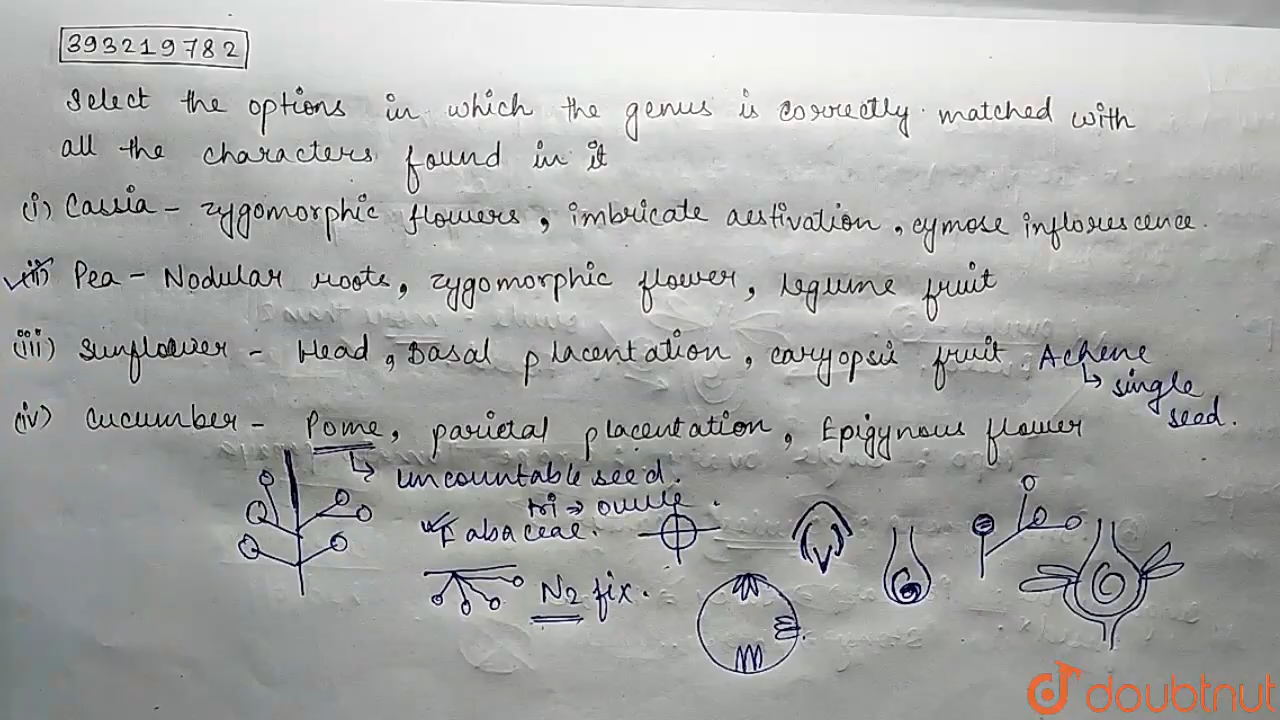 393219782
Select the options in which the genus is correctly matched with
all the characters found in it
(i) Cassia - zygomorphic flowers, imbricate aestivation, cymose inflorescence.
(ii) Pea - Nodular roots, zygomorphic flower, legume fruit
(iii) Sunflower - Head, Basal placentation, caryopsis fruit Achene
↳ single
seed.
(iv) Cucumber - Pome, parietal placentation, Epigynous flower
↳ uncountable seed.
tri → ovule.
Fabaceae.
N2 fix.
doubtnut